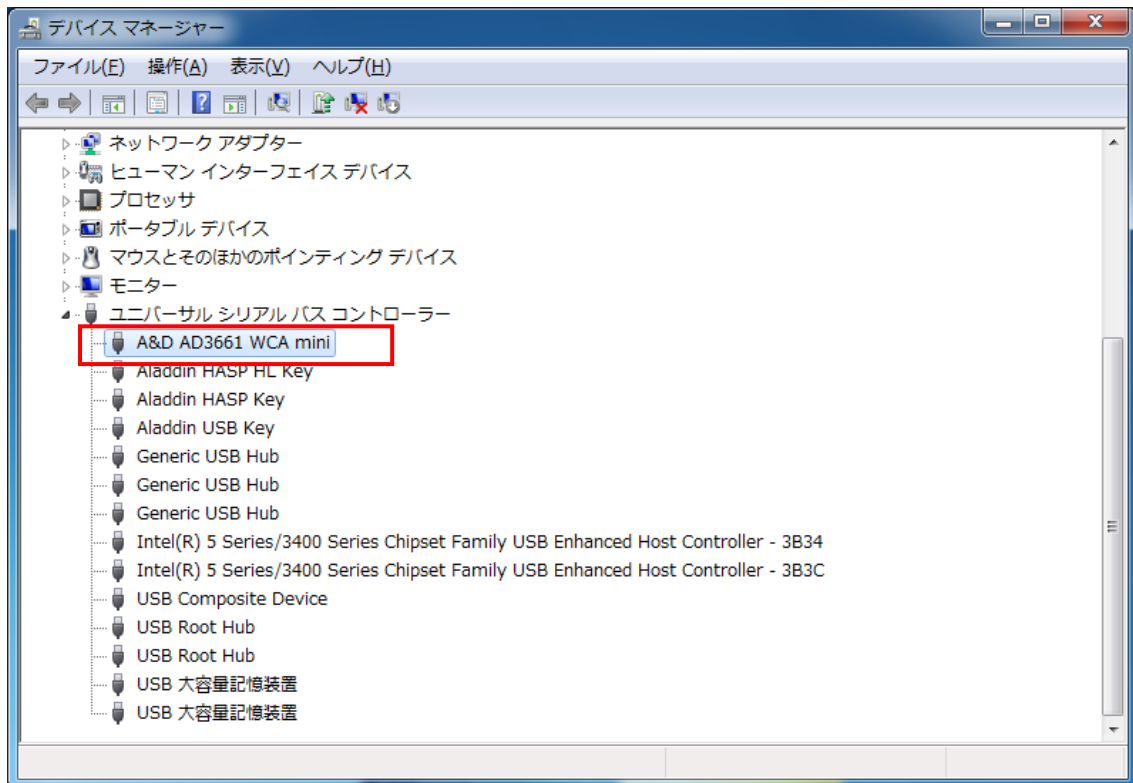 デバイス マネージャー
ファイル(F) 操作(A) 表示(V) ヘルプ(H)
ネットワーク アダプター
ヒューマン インターフェイス デバイス
プロセッサ
ポータブル デバイス
マウスとそのほかのポインティング デバイス
モニター
ユニバーサル シリアル バス コントローラー
A&D AD3661 WCA mini
Aladdin HASP HL Key
Aladdin HASP Key
Aladdin USB Key
Generic USB Hub
Generic USB Hub
Generic USB Hub
Intel(R) 5 Series/3400 Series Chipset Family USB Enhanced Host Controller - 3B34
Intel(R) 5 Series/3400 Series Chipset Family USB Enhanced Host Controller - 3B3C
USB Composite Device
USB Root Hub
USB Root Hub
USB 大容量記憶装置
USB 大容量記憶装置